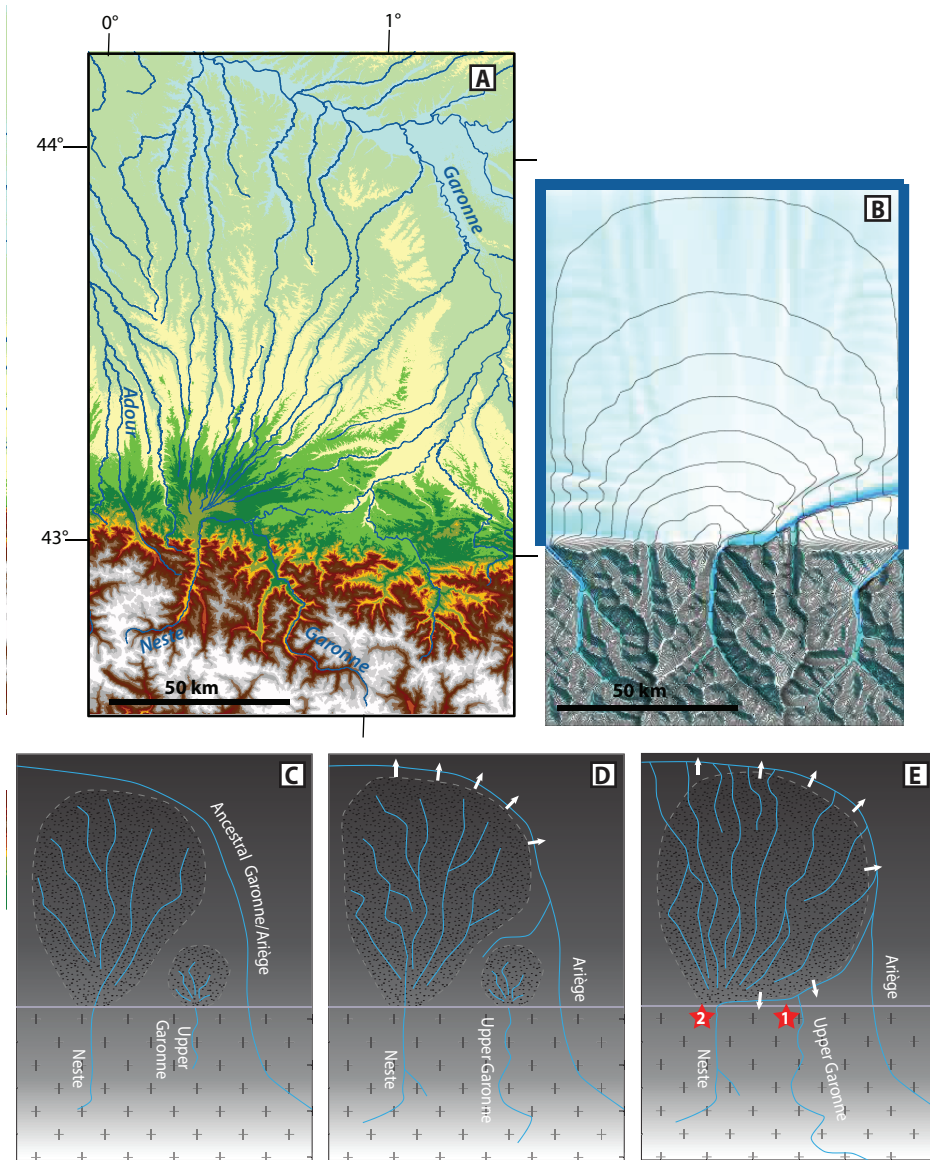 0°
1°
A
44°
Garonne
B
Adour
43°
Neste
Garonne
50 km
50 km
C
D
E
Ancestral Garonne/Ariège
Ariège
Ariège
Neste
Upper
Garonne
Neste
Upper Garonne
2
1
Neste
Upper Garonne